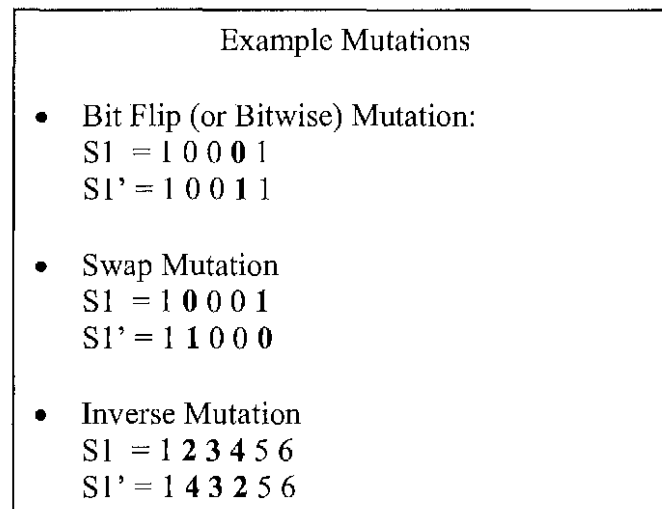 Example Mutations
• Bit Flip (or Bitwise) Mutation:
S1 = 1 0 0 0 1
S1' = 1 0 0 1 1
• Swap Mutation
S1 = 1 0 0 0 1
S1' = 1 1 0 0 0
• Inverse Mutation
S1 = 1 2 3 4 5 6
S1' = 1 4 3 2 5 6